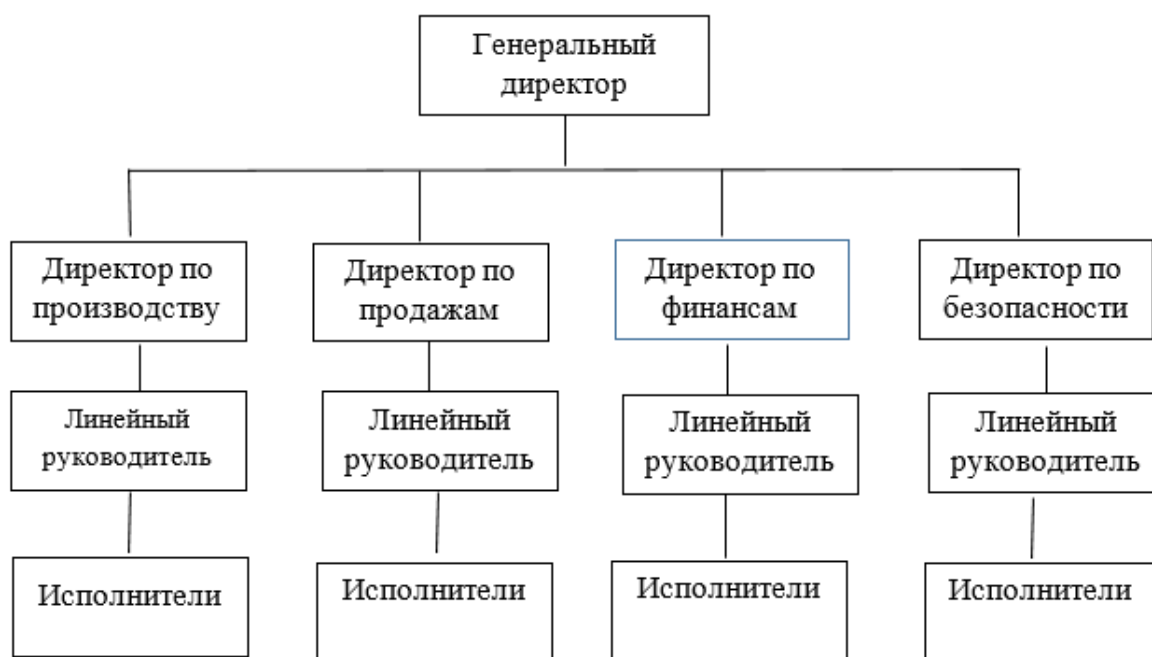 Генеральный
директор
Директор по
производству
Директор по
продажам
Директор по
финансам
Директор по
безопасности
Линейный
руководитель
Линейный
руководитель
Линейный
руководитель
Линейный
руководитель
Исполнители
Исполнители
Исполнители
Исполнители